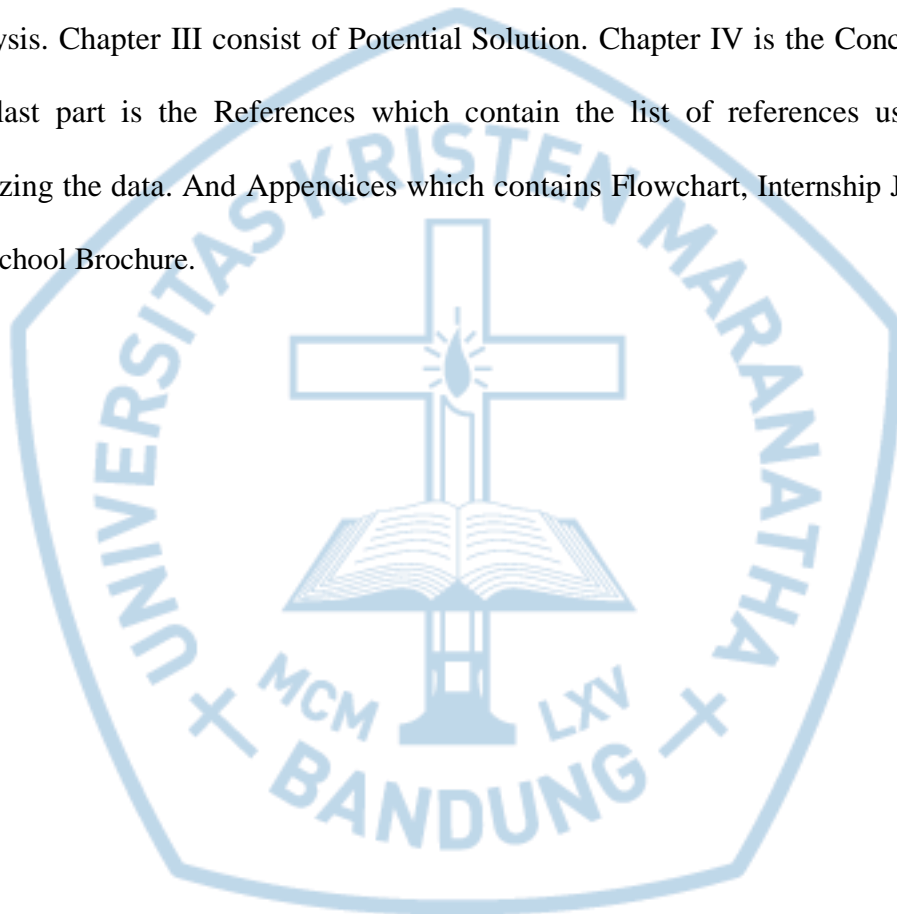 ysis. Chapter III consist of Potential Solution. Chapter IV is the Conc
last part is the References which contain the list of references us
zing the data. And Appendices which contains Flowchart, Internship J
chool Brochure.
UNIVERSITAS KRISTEN MARANATHA
MCM LXV
BANDUNG